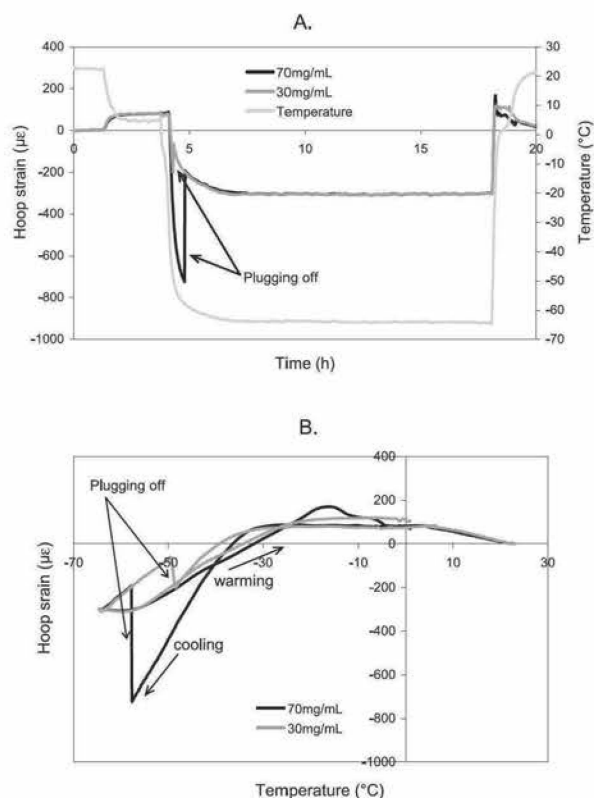 A.
400
200
0
-200
-400
-600
-800
-1000
Hoop strain (με)
70mg/mL
30mg/mL
Temperature
Plugging off
0
5
10
15
20
Time (h)
30
20
10
0
-10
-20
-30
-40
-50
-60
-70
Temperature (°C)
B.
Hoop srain (με)
Plugging off
warming
cooling
70mg/mL
30mg/mL
400
200
0
-200
-400
-600
-800
-1000
-70
-50
-30
-10
10
30
Temperature (°C)